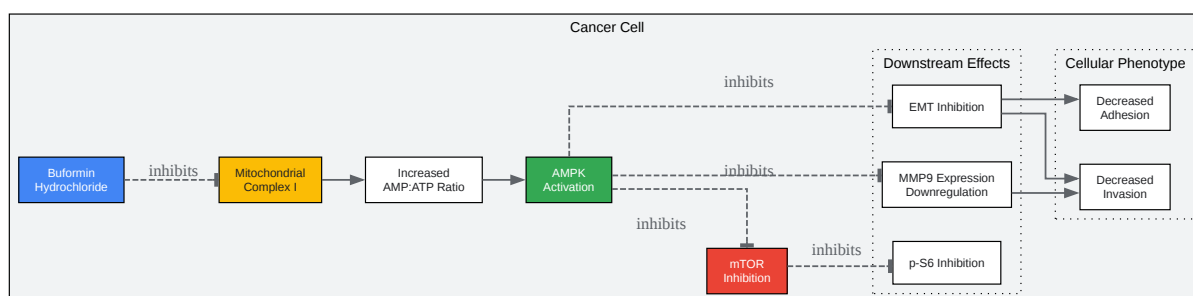 Cancer Cell
Downstream Effects
Cellular Phenotype
inhibits
EMT Inhibition
Decreased
Adhesion
Buformin
Hydrochloride
inhibits
Mitochondrial
Complex I
Increased
AMP:ATP Ratio
AMPK
Activation
inhibits
MMP9 Expression
Downregulation
Decreased
Invasion
inhibits
mTOR
Inhibition
inhibits
p-S6 Inhibition